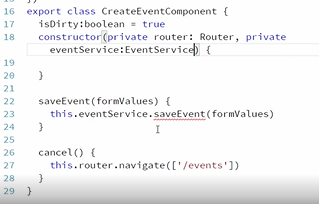 16 export class CreateEventComponent {
17 isDirty:boolean = true
18 constructor(private router: Router, private
eventService:EventService) {
19
20 }
21
22 saveEvent(formValues) {
23 this.eventService.saveEvent(formValues)
24 }
25
26 cancel() {
27 this.router.navigate(['/events'])
28 }
29 }